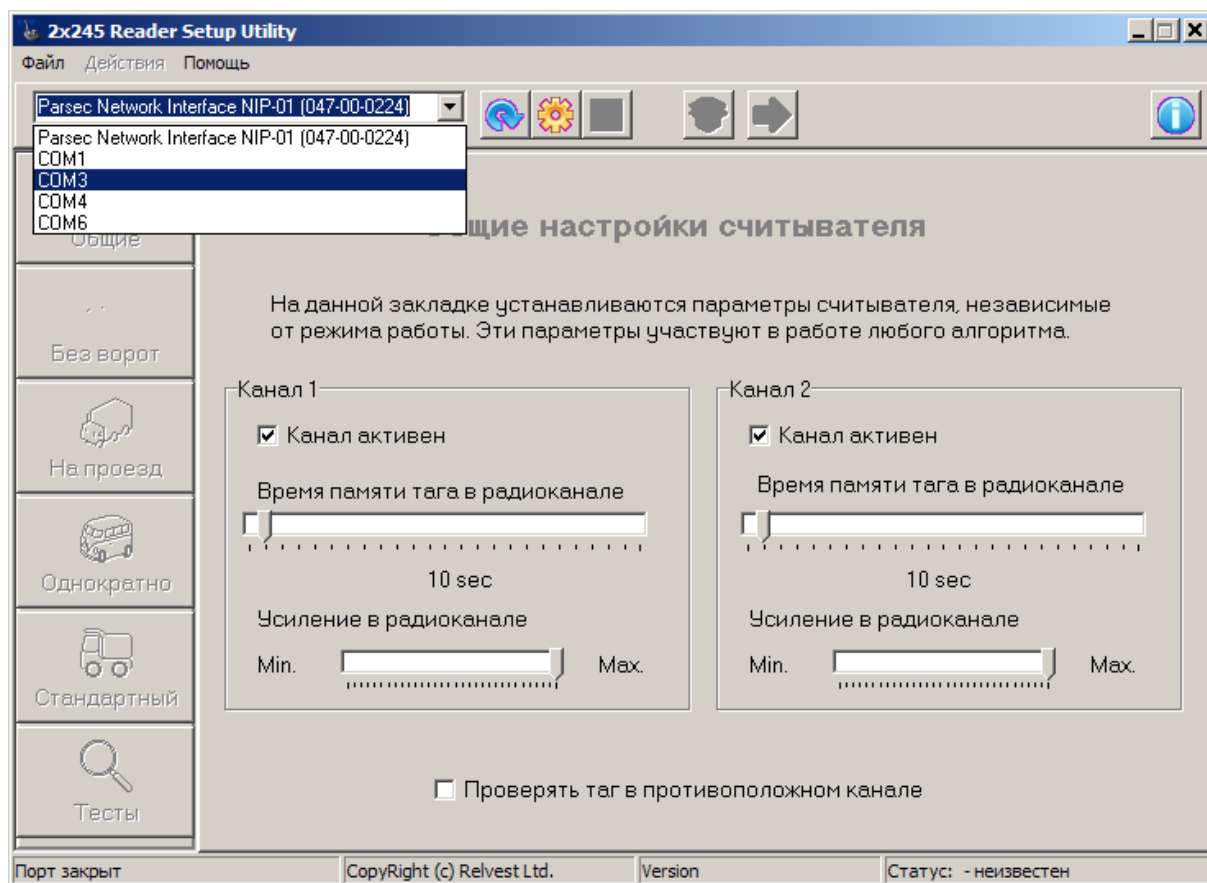 2x245 Reader Setup Utility
Файл Действия Помощь
Parsec Network Interface NIP-01 (047-00-0224)
Parsec Network Interface NIP-01 (047-00-0224)
COM1
COM3
COM4
COM6
Общие
Без ворот
На проезд
Однократно
Стандартный
Тесты
Общие настройки считывателя
На данной закладке устанавливаются параметры считывателя, независимые
от режима работы. Эти параметры участвуют в работе любого алгоритма.
Канал 1
Канал активен
Время памяти тага в радиоканале
10 sec
Усиление в радиоканале
Min. Max.
Канал 2
Канал активен
Время памяти тага в радиоканале
10 sec
Усиление в радиоканале
Min. Max.
Проверять таг в противоположном канале
Порт закрыт CopyRight (c) Relvest Ltd. Version Статус: - неизвестен